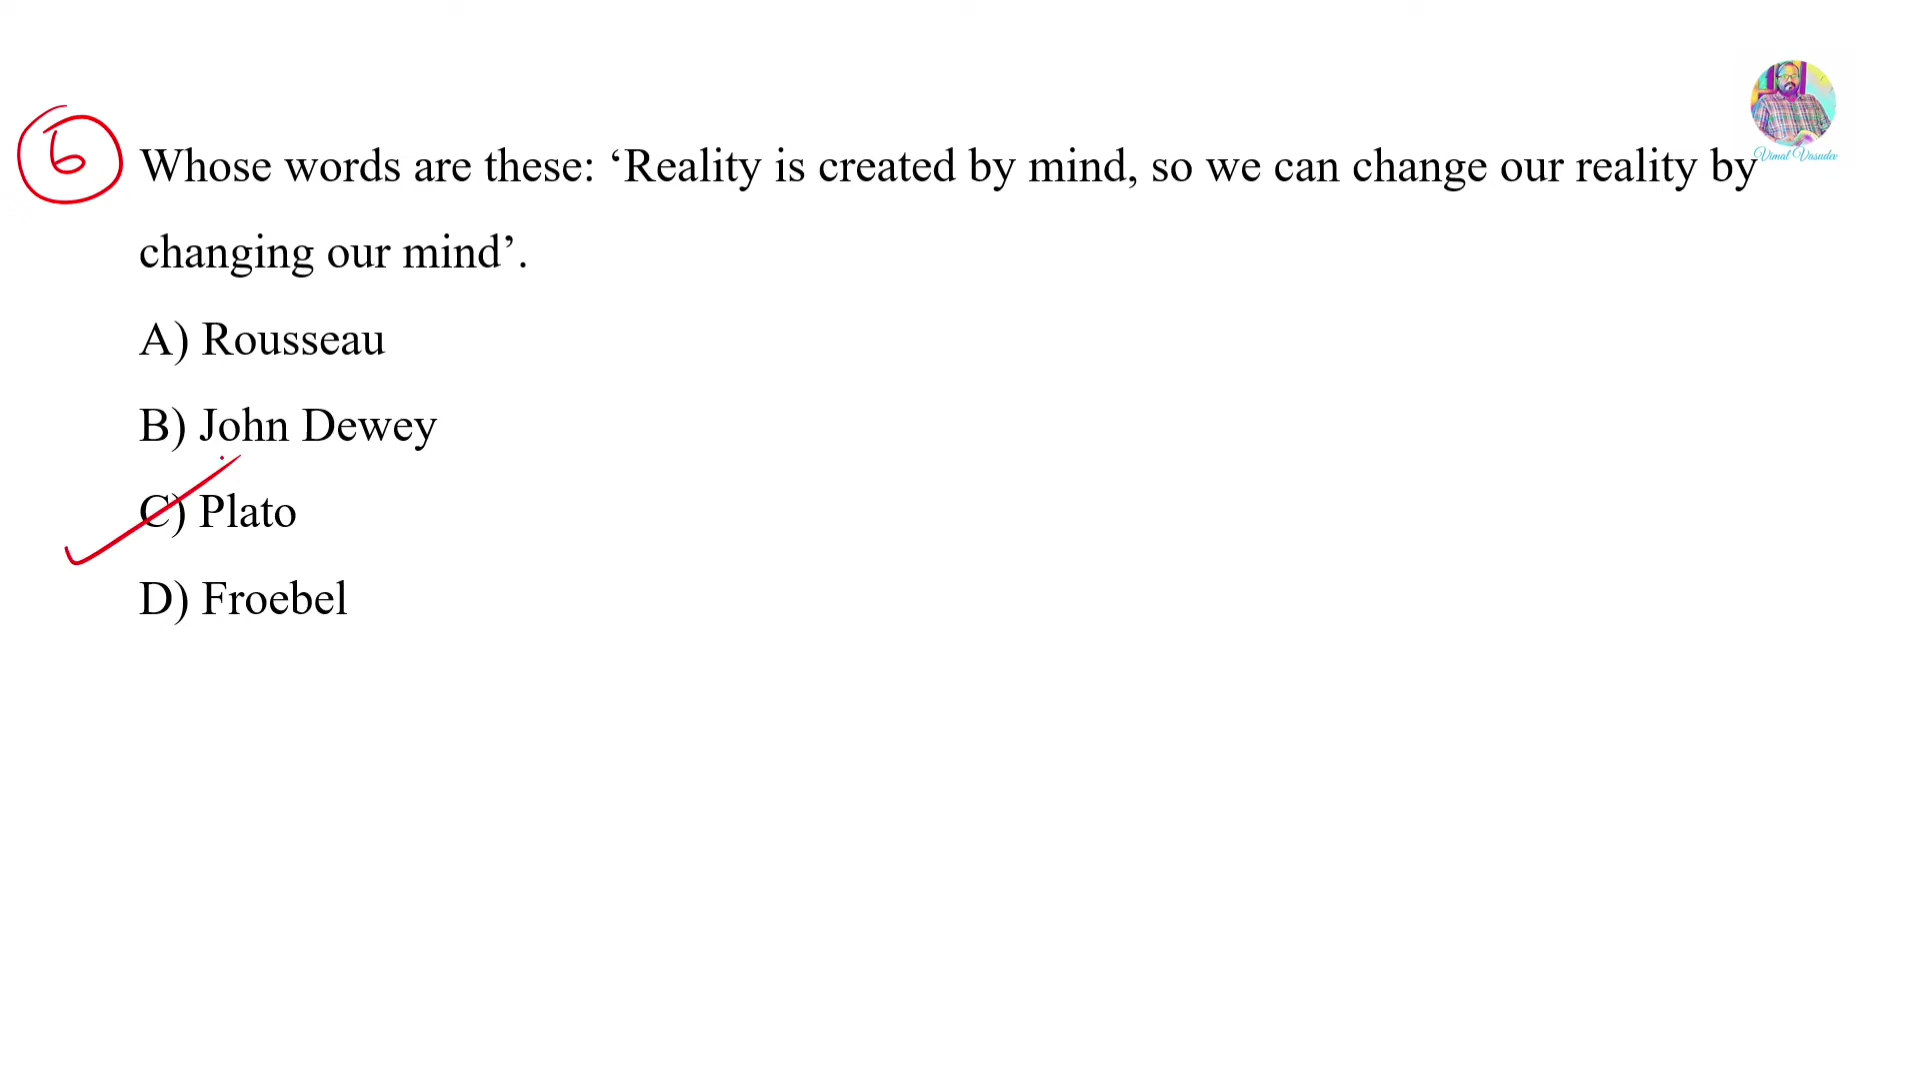 6
Vimal Vasudev
Whose words are these: ‘Reality is created by mind, so we can change our reality by
changing our mind’.
A) Rousseau
B) John Dewey
C) Plato
D) Froebel